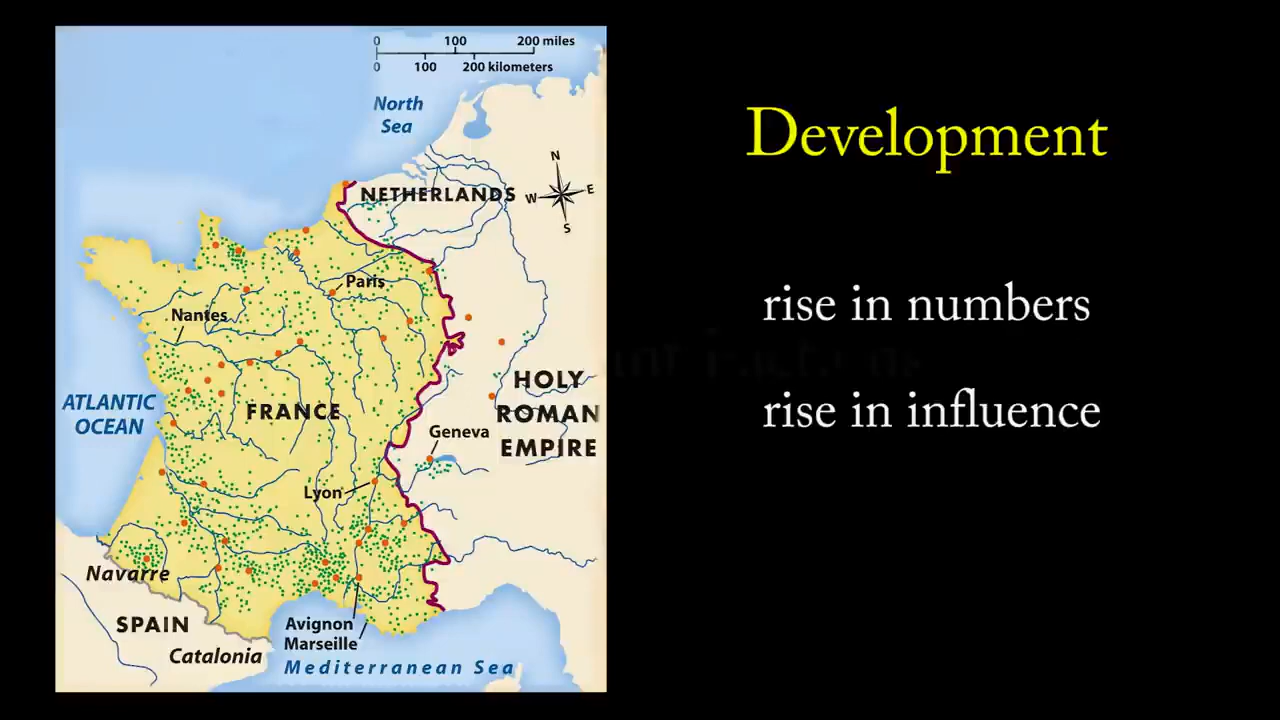 0 100 200 miles
0 100 200 kilometers
North
Sea
N
W E
S
NETHERLANDS
Paris
Nantes
ATLANTIC
OCEAN
FRANCE
HOLY
ROMAN
EMPIRE
Geneva
Lyon
Navarre
SPAIN
Catalonia
Avignon
Marseille
Mediterranean Sea
Development
rise in numbers
rise in influence